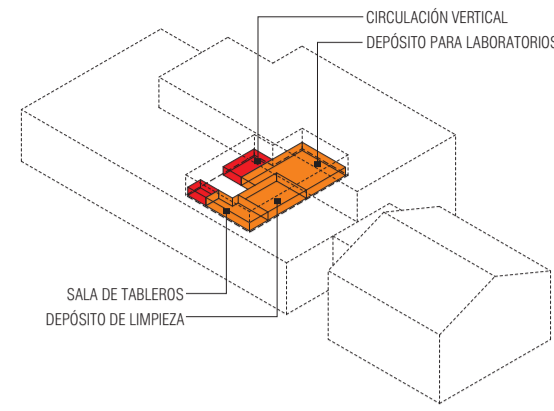 CIRCULACIÓN VERTICAL
DEPÓSITO PARA LABORATORIOS
SALA DE TABLEROS
DEPÓSITO DE LIMPIEZA